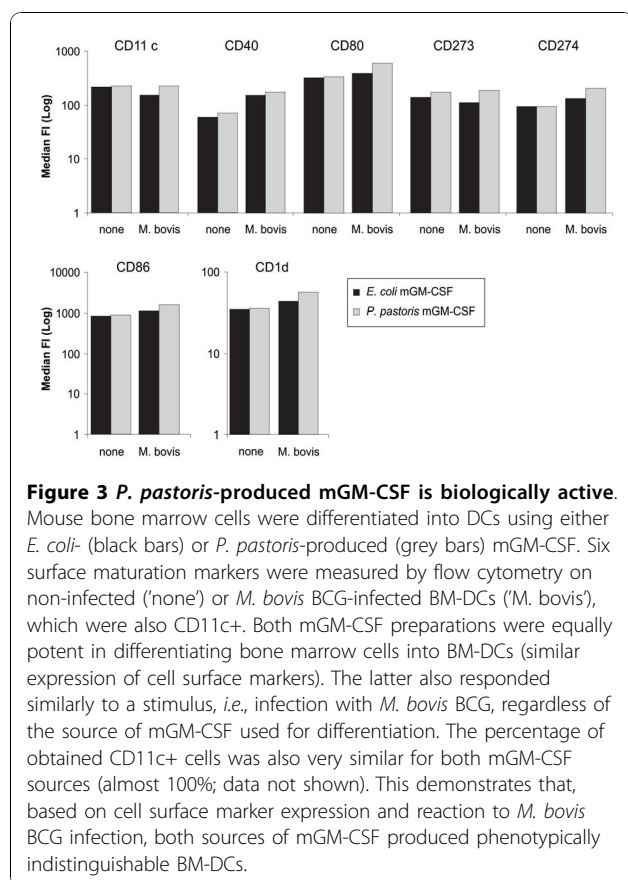 CD11 c CD40 CD80 CD273 CD274
Median FI (Log)
1000
100
10
1
none M. bovis none M. bovis none M. bovis none M. bovis none M. bovis
CD86 CD1d
Median FI (Log)
10000
1000
100
10
1
100
10
1
none M. bovis none M. bovis
E. coli mGM-CSF
P. pastoris mGM-CSF
Figure 3 P. pastoris-produced mGM-CSF is biologically active.
Mouse bone marrow cells were differentiated into DCs using either
E. coli- (black bars) or P. pastoris-produced (grey bars) mGM-CSF. Six
surface maturation markers were measured by flow cytometry on
non-infected ('none') or M. bovis BCG-infected BM-DCs ('M. bovis'),
which were also CD11c+. Both mGM-CSF preparations were equally
potent in differentiating bone marrow cells into BM-DCs (similar
expression of cell surface markers). The latter also responded
similarly to a stimulus, i.e., infection with M. bovis BCG, regardless of
the source of mGM-CSF used for differentiation. The percentage of
obtained CD11c+ cells was also very similar for both mGM-CSF
sources (almost 100%; data not shown). This demonstrates that,
based on cell surface marker expression and reaction to M. bovis
BCG infection, both sources of mGM-CSF produced phenotypically
indistinguishable BM-DCs.